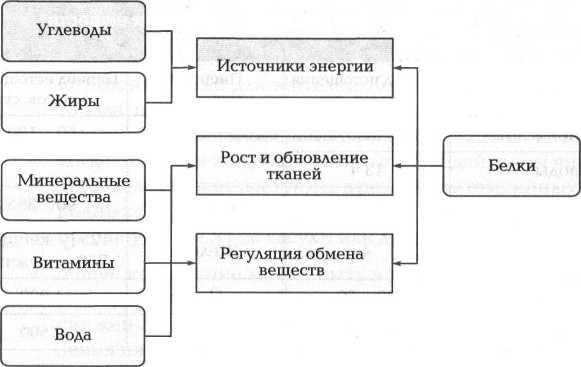 Углеводы
Жиры
Источники энергии
Минеральные
вещества
Рост и обновление
тканей
Белки
Витамины
Регуляция обмена
веществ
Вода